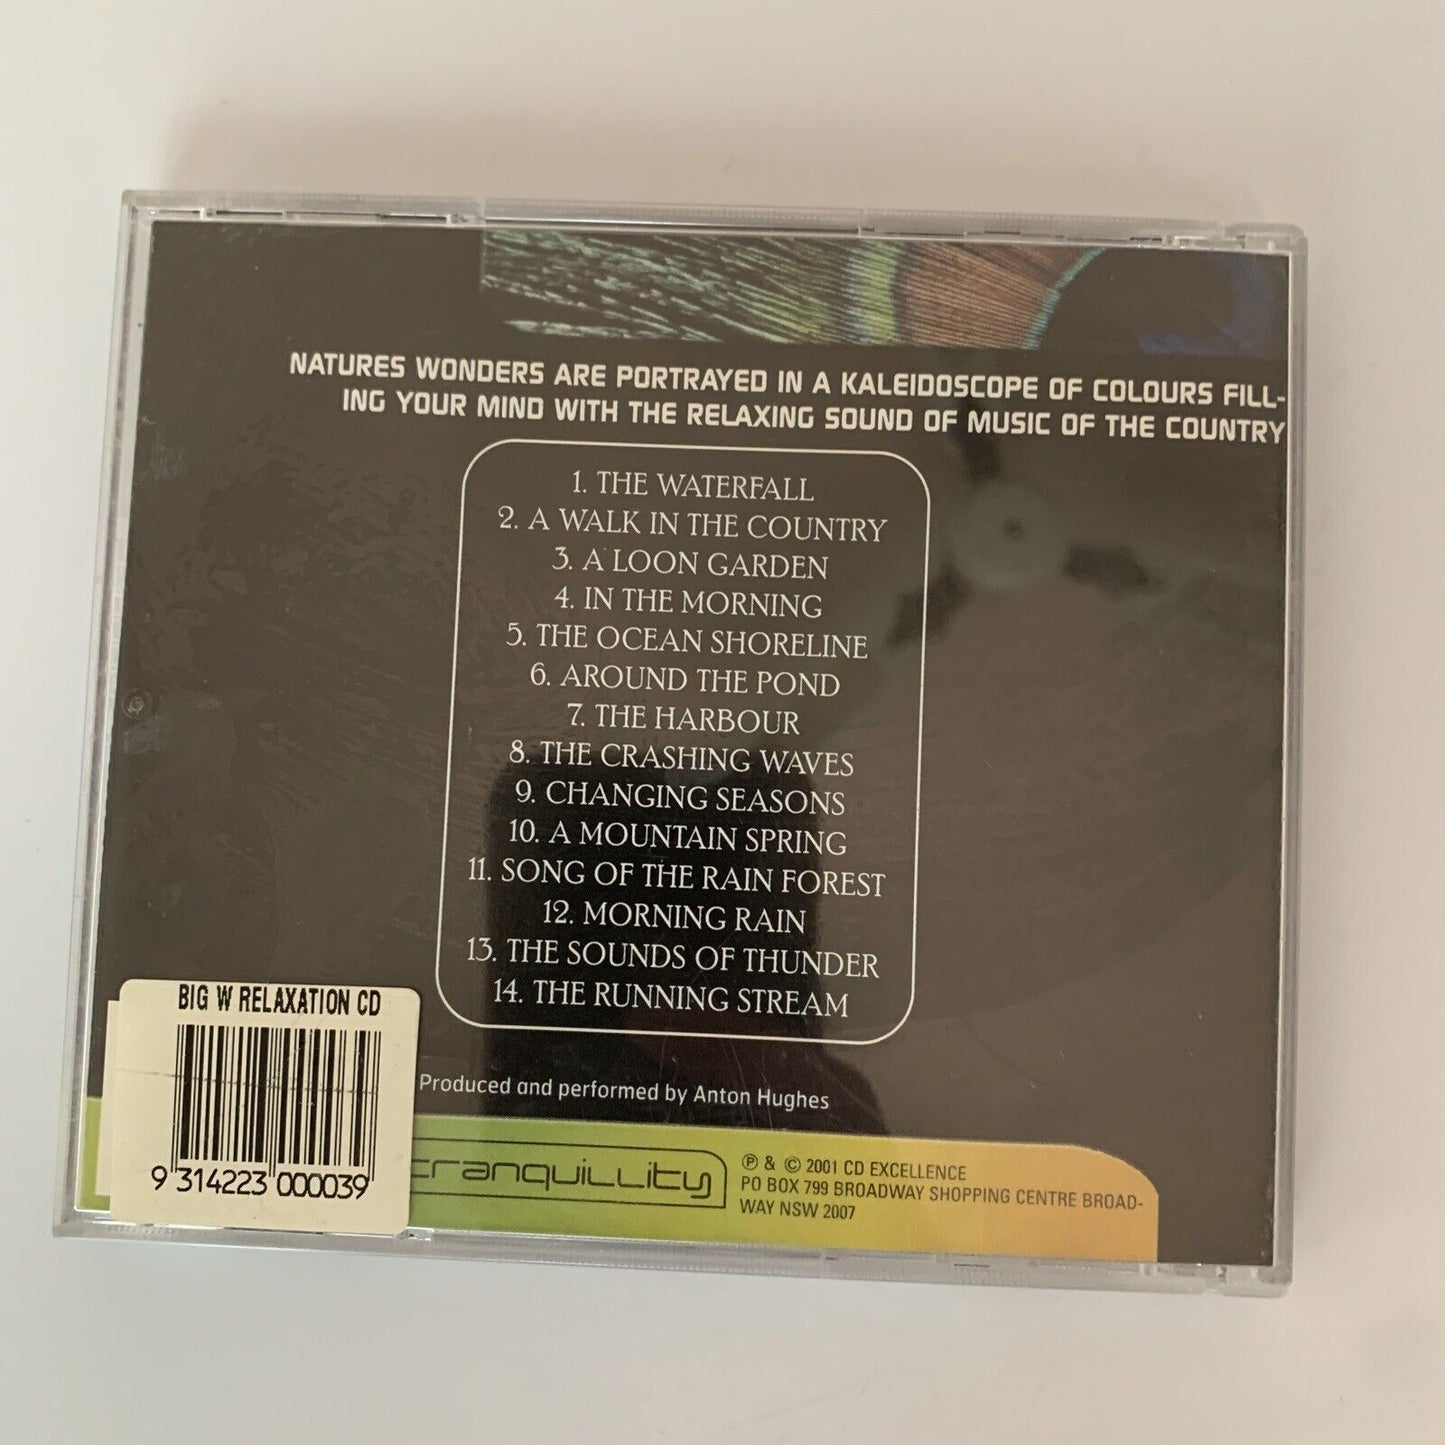 NATURES WONDERS ARE PORTRAYED IN A KALEIDOSCOPE OF COLOURS FILL-
ING YOUR MIND WITH THE RELAXING SOUND OF MUSIC OF THE COUNTRY
1. THE WATERFALL
2. A WALK IN THE COUNTRY
3. A LOON GARDEN
4. IN THE MORNING
5. THE OCEAN SHORELINE
6. AROUND THE POND
7. THE HARBOUR
8. THE CRASHING WAVES
9. CHANGING SEASONS
10. A MOUNTAIN SPRING
11. SONG OF THE RAIN FOREST
12. MORNING RAIN
13. THE SOUNDS OF THUNDER
14. THE RUNNING STREAM
BIG W RELAXATION CD
9 314223 000039
Produced and performed by Anton Hughes
tranquillity
℗ & © 2001 CD EXCELLENCE
PO BOX 799 BROADWAY SHOPPING CENTRE BROAD-
WAY NSW 2007